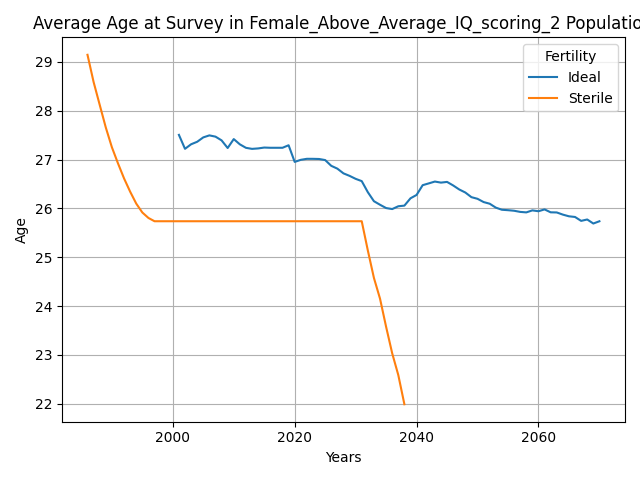 Average Age at Survey in Female_Above_Average_IQ_scoring_2 Populatio
Fertility
Ideal
Sterile
29
28
27
26
25
24
23
22
Age
2000
2020
2040
2060
Years